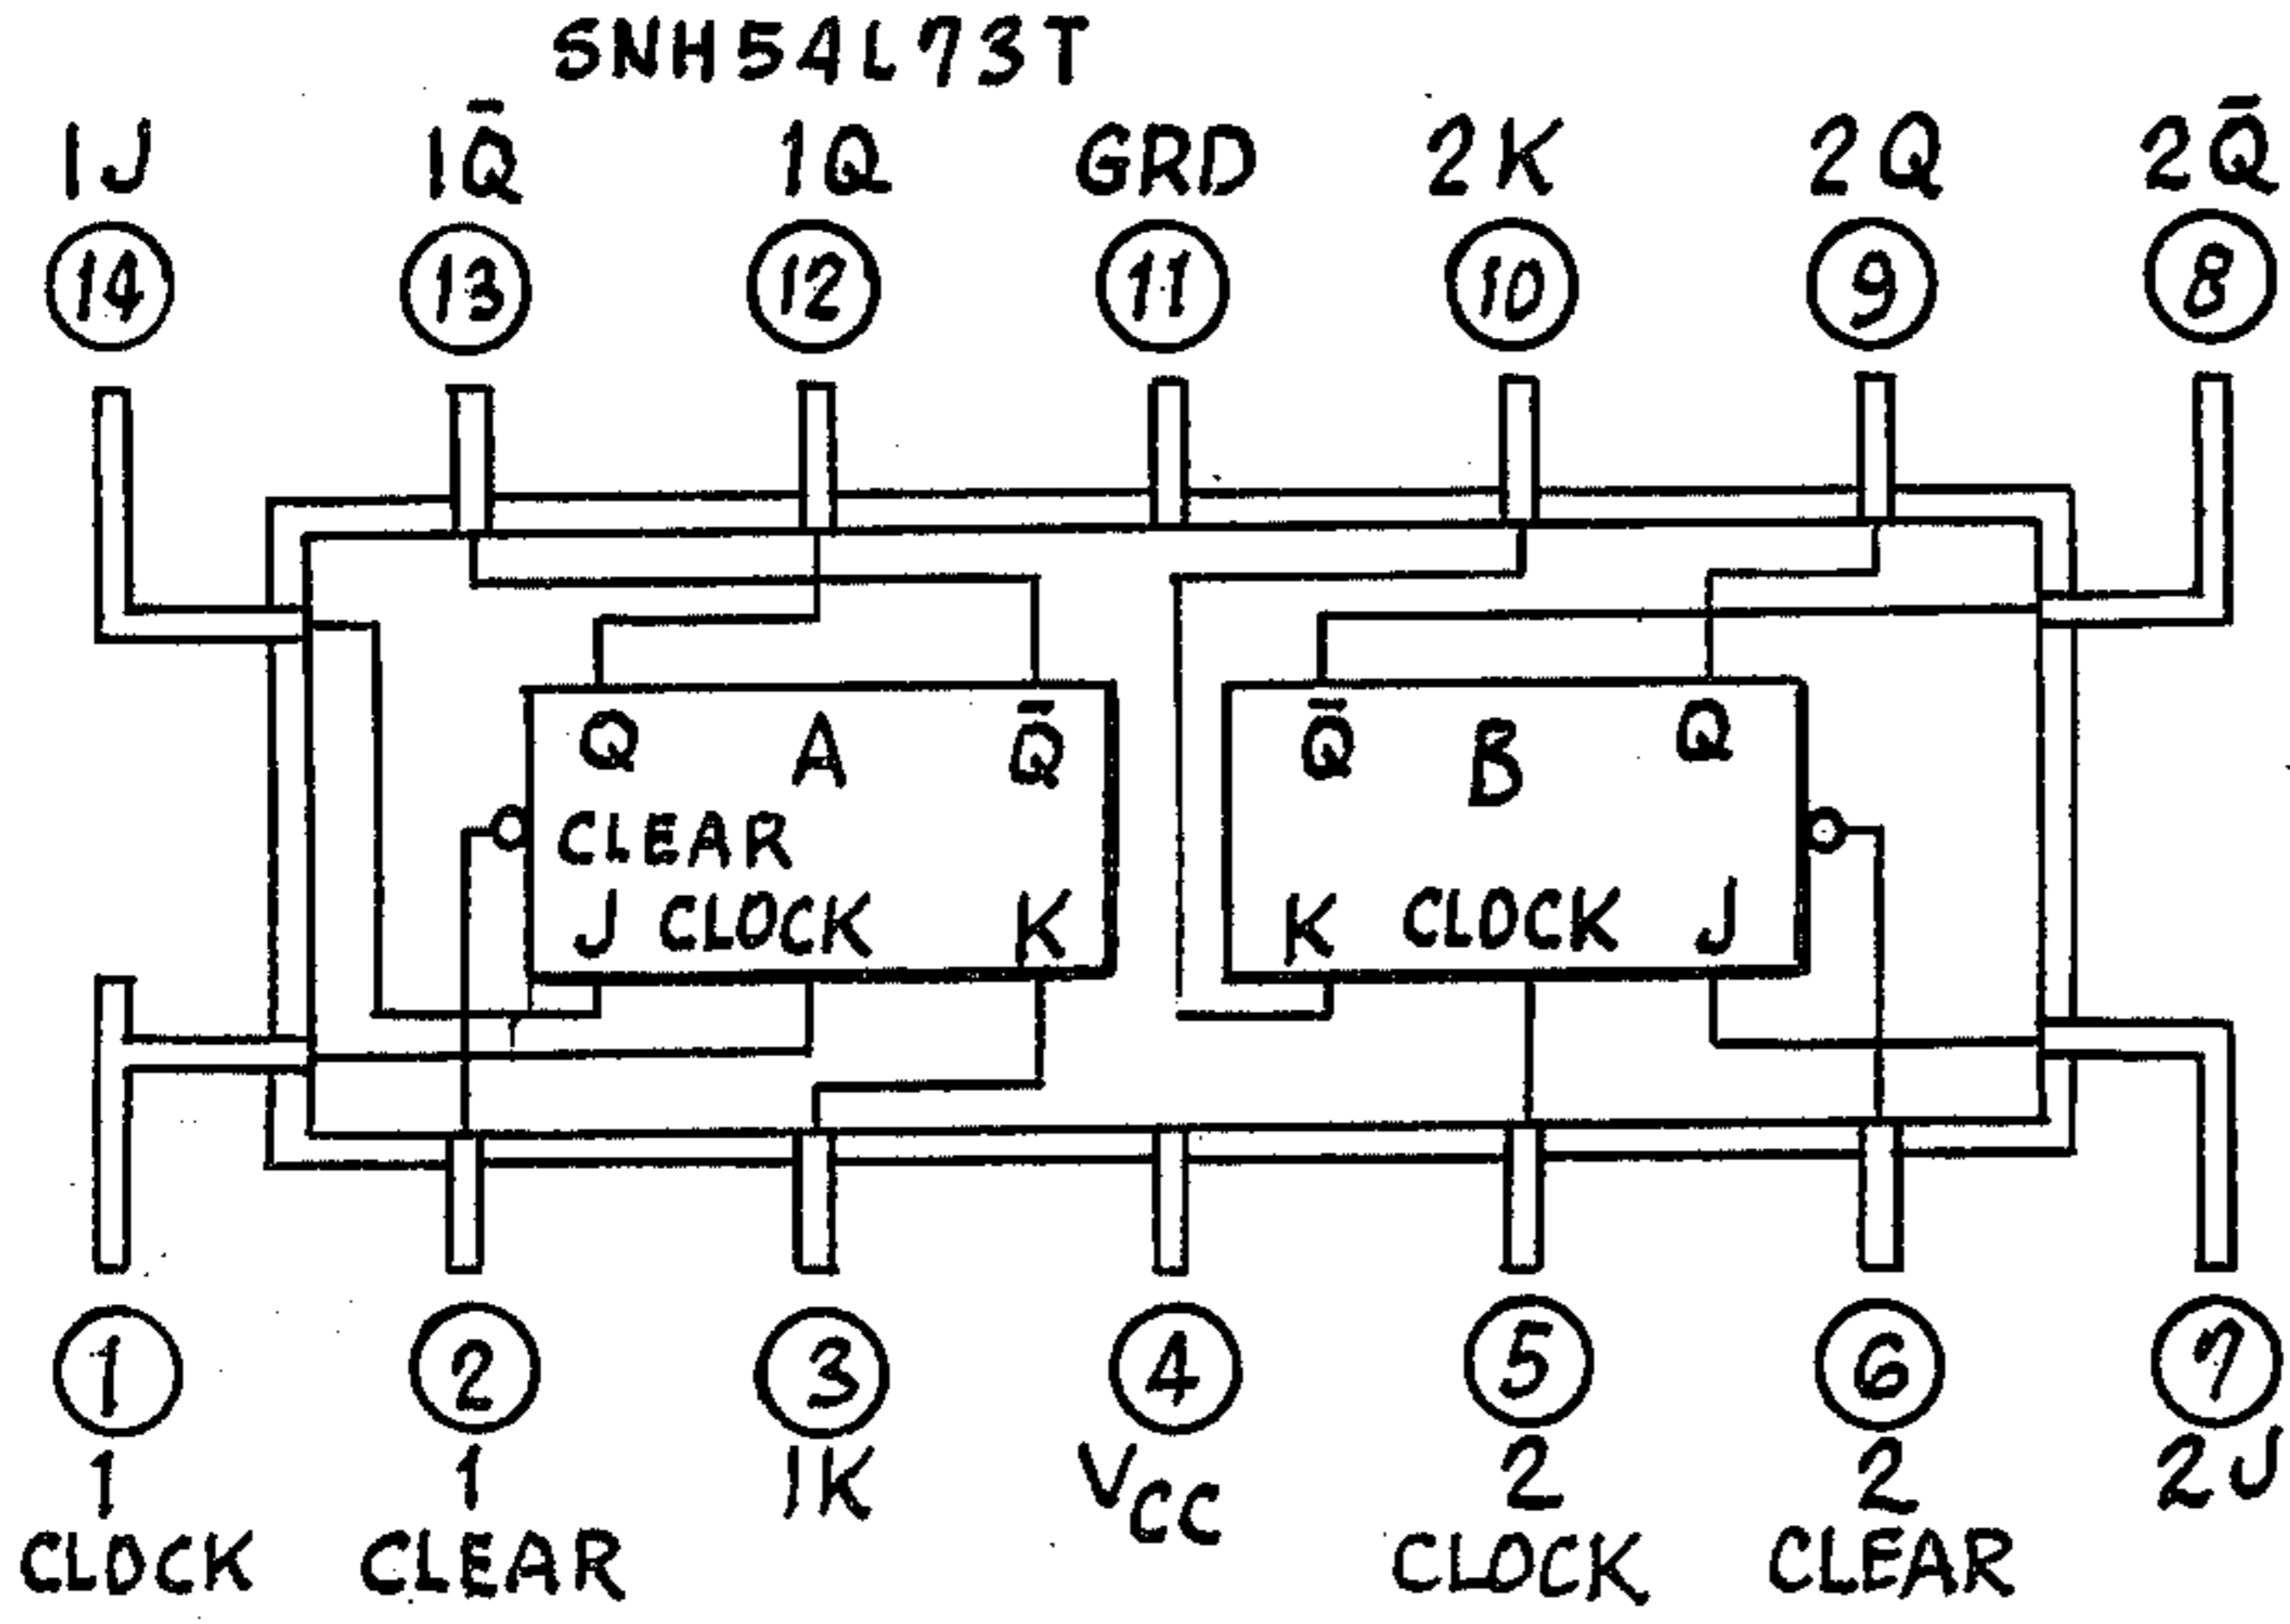 SNH54L73T
1J 1Q̄ 1Q GRD 2K 2Q 2Q̄
14 13 12 11 10 9 8
Q A Q̄ Q̄ B Q
CLEAR
J CLOCK K K CLOCK J
1 2 3 4 5 6 7
1 1 1K VCC 2 2 2J
CLOCK CLEAR CLOCK CLEAR